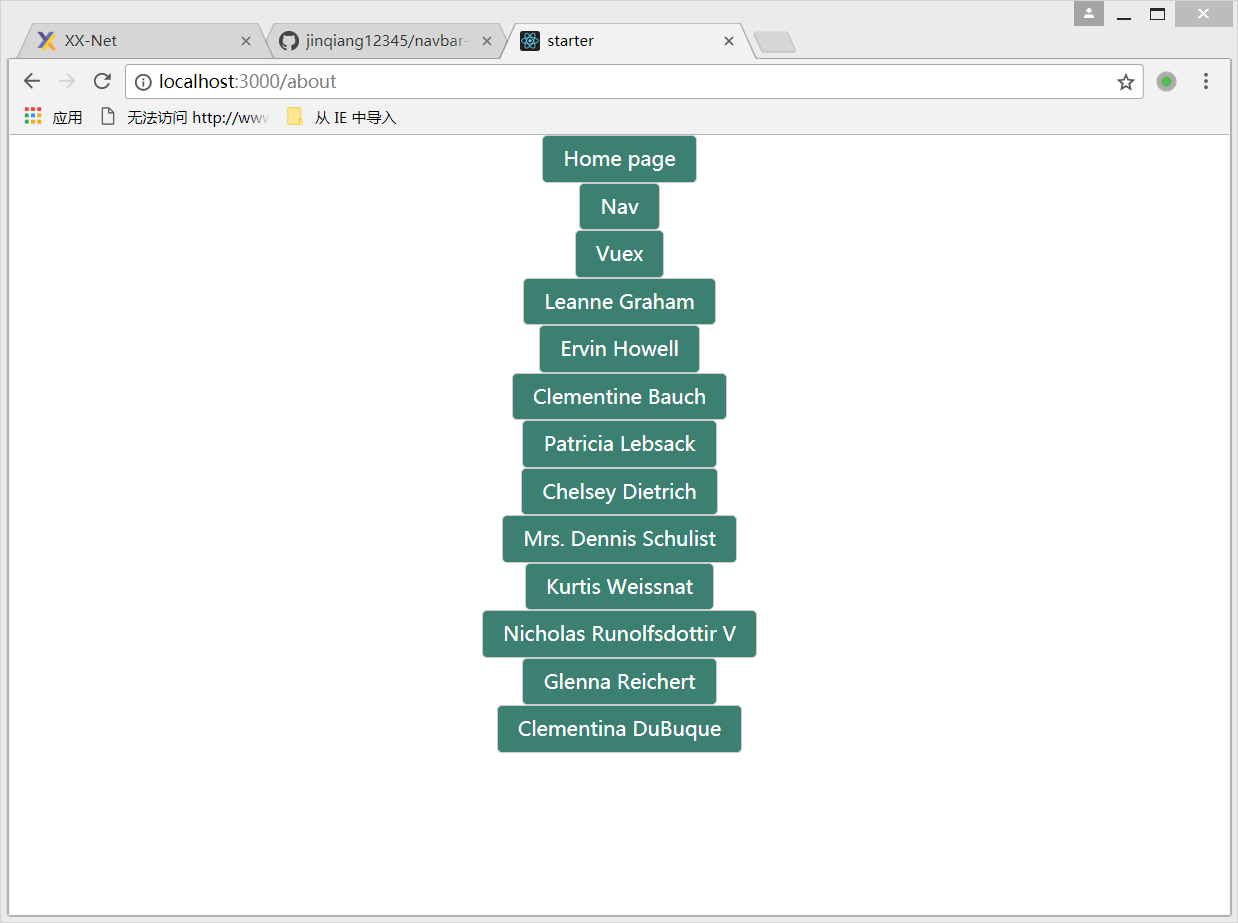 XX-Net
jinqiang12345/navbar-
starter
localhost:3000/about
应用
无法访问 http://www
从 IE 中导入
Home page
Nav
Vuex
Leanne Graham
Ervin Howell
Clementine Bauch
Patricia Lebsack
Chelsey Dietrich
Mrs. Dennis Schulist
Kurtis Weissnat
Nicholas Runolfsdottir V
Glenna Reichert
Clementina DuBuque